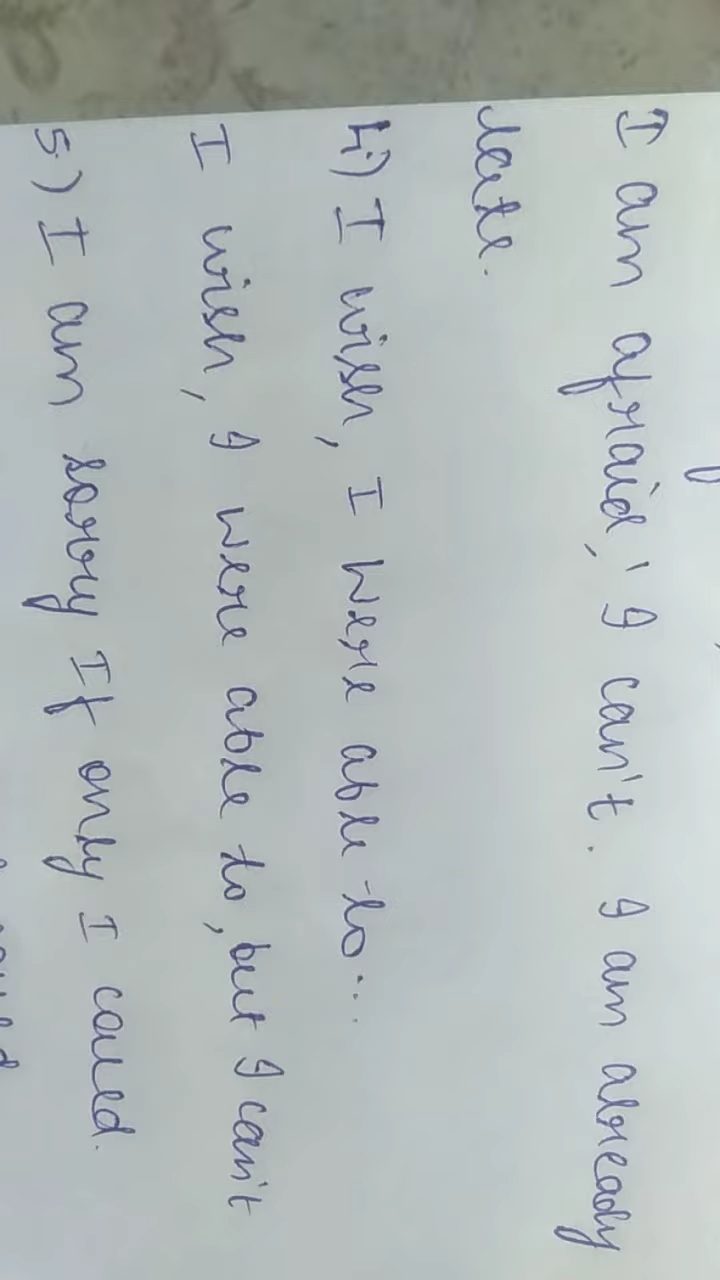 I am afraid, I can't. I am already
late.
4.) I wish, I were able to...
I wish, I were able to, but I can't
5.) I am sorry If only I could.